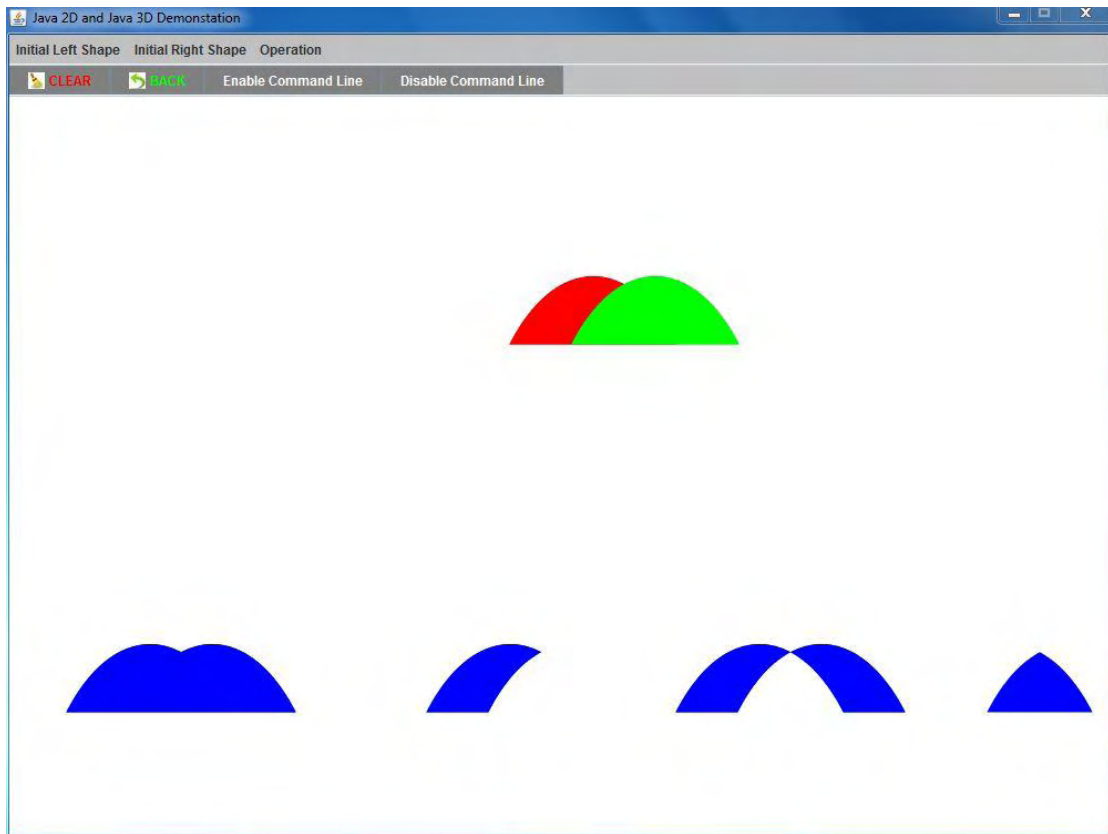 Java 2D and Java 3D Demonstation
Initial Left Shape Initial Right Shape Operation
CLEAR BACK Enable Command Line Disable Command Line